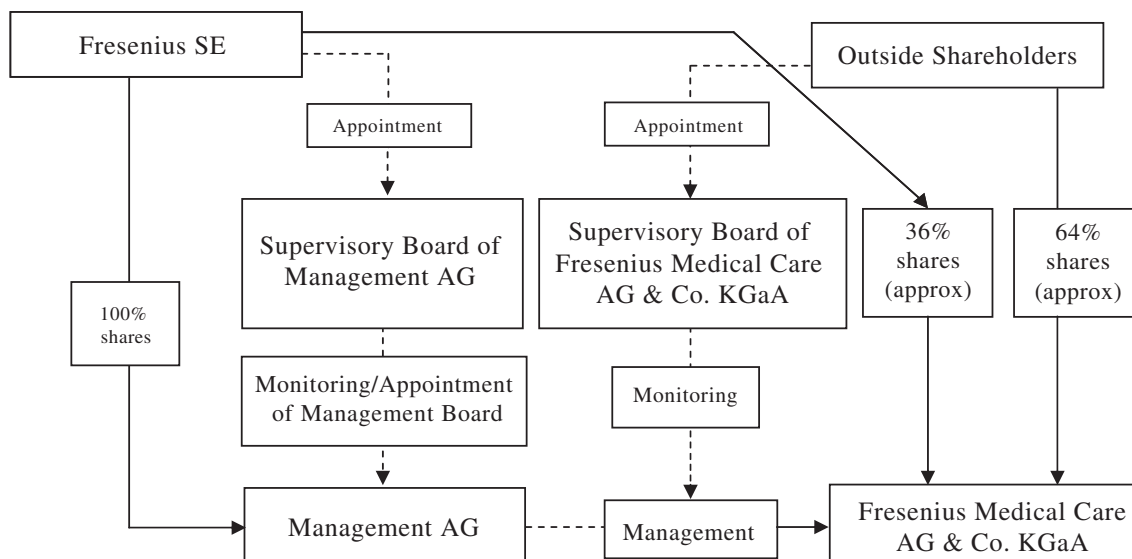 Fresenius SE
Outside Shareholders
Appointment
Appointment
Supervisory Board of
Management AG
Supervisory Board of
Fresenius Medical Care
AG & Co. KGaA
36%
shares
(approx)
64%
shares
(approx)
100%
shares
Monitoring/Appointment
of Management Board
Monitoring
Management AG
Management
Fresenius Medical Care
AG & Co. KGaA